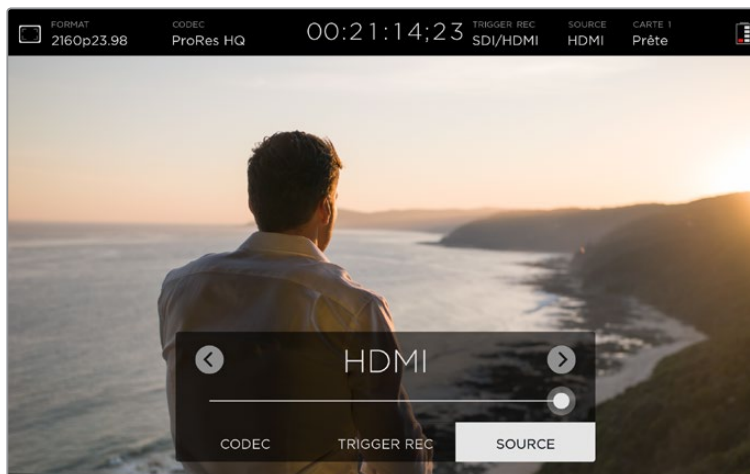 FORMAT
2160p23.98
CODEC
ProRes HQ
00:21:14;23
TRIGGER REC
SDI/HDMI
SOURCE
HDMI
CARTE 1
Prête
HDMI
CODEC
TRIGGER REC
SOURCE